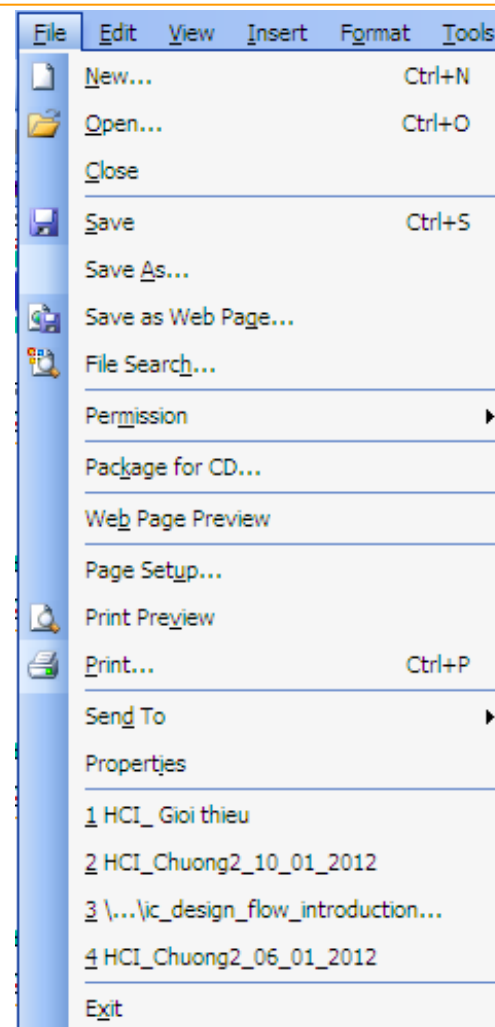 File Edit View Insert Format Tools
New... Ctrl+N
Open... Ctrl+O
Close
Save Ctrl+S
Save As...
Save as Web Page...
File Search...
Permission
Package for CD...
Web Page Preview
Page Setup...
Print Preview
Print... Ctrl+P
Send To
Properties
1 HCI_ Gioi thieu
2 HCI_Chuong2_10_01_2012
3 \...\ic_design_flow_introduction...
4 HCI_Chuong2_06_01_2012
Exit